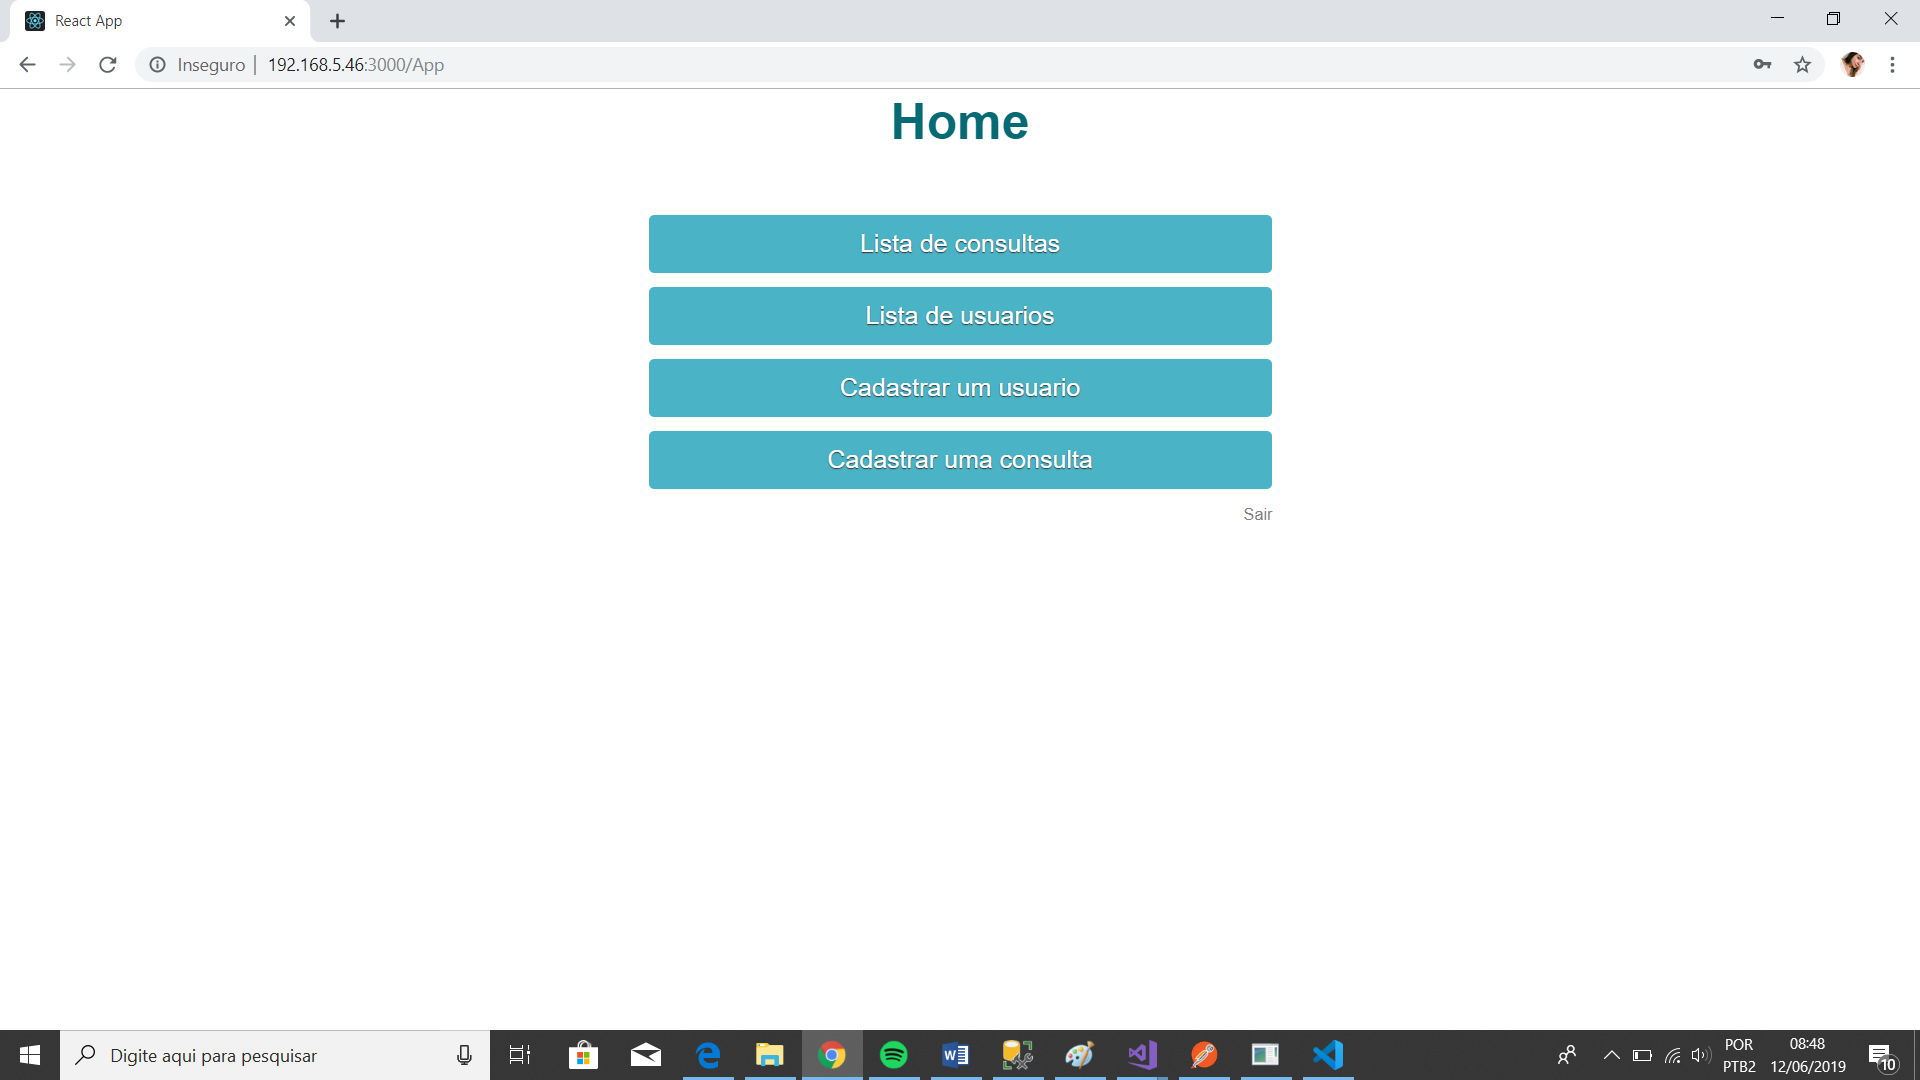 React App
Inseguro | 192.168.5.46:3000/App
Home
Lista de consultas
Lista de usuarios
Cadastrar um usuario
Cadastrar uma consulta
Sair
Digite aqui para pesquisar
POR
PTB2
08:48
12/06/2019
10